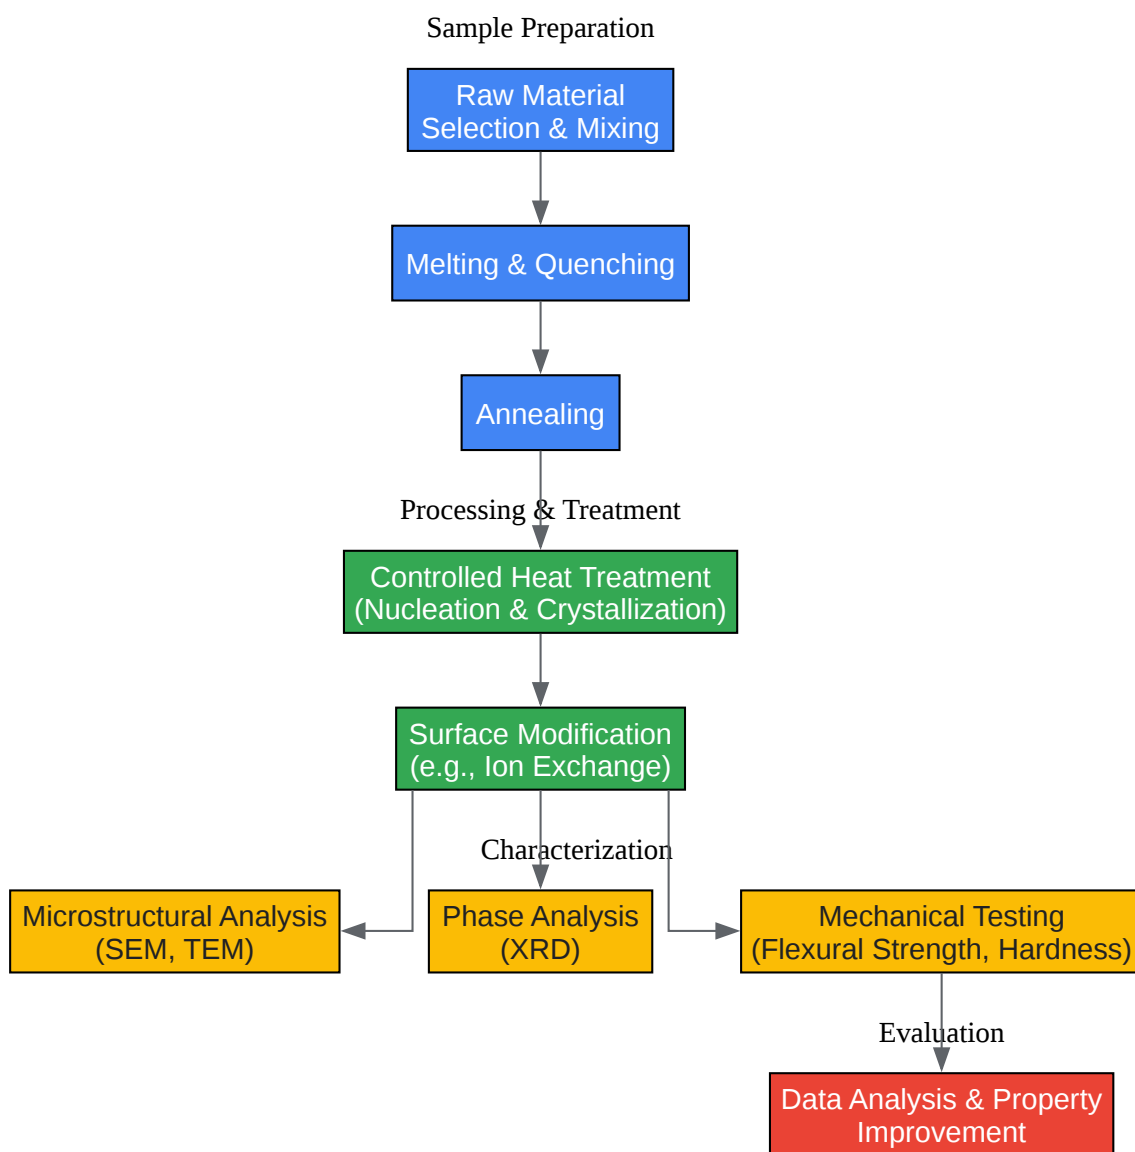 Sample Preparation
Raw Material
Selection & Mixing
Melting & Quenching
Annealing
Processing & Treatment
Controlled Heat Treatment
(Nucleation & Crystallization)
Surface Modification
(e.g., Ion Exchange)
Characterization
Microstructural Analysis
(SEM, TEM)
Phase Analysis
(XRD)
Mechanical Testing
(Flexural Strength, Hardness)
Evaluation
Data Analysis & Property
Improvement